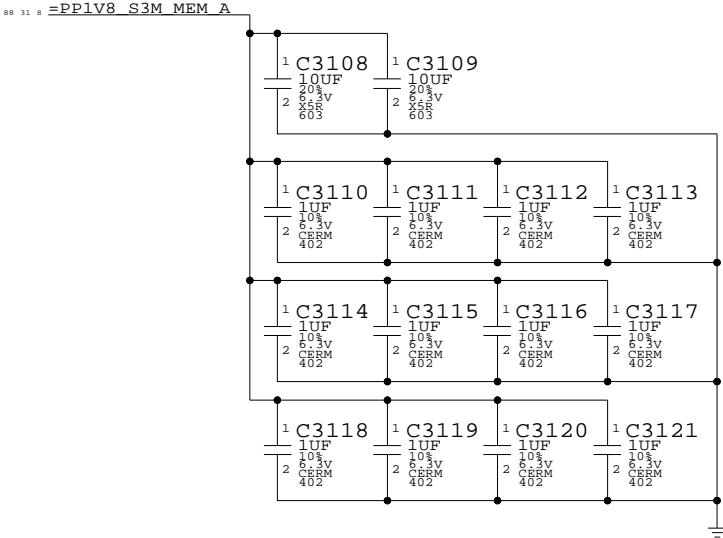 88 31 8 =PP1V8_S3M_MEM_A
1 C3108
10UF
20%
6.3V
2 X5R
603
1 C3109
10UF
20%
6.3V
2 X5R
603
1 C3110
1UF
10%
6.3V
2 CERM
402
1 C3111
1UF
10%
6.3V
2 CERM
402
1 C3112
1UF
10%
6.3V
2 CERM
402
1 C3113
1UF
10%
6.3V
2 CERM
402
1 C3114
1UF
10%
6.3V
2 CERM
402
1 C3115
1UF
10%
6.3V
2 CERM
402
1 C3116
1UF
10%
6.3V
2 CERM
402
1 C3117
1UF
10%
6.3V
2 CERM
402
1 C3118
1UF
10%
6.3V
2 CERM
402
1 C3119
1UF
10%
6.3V
2 CERM
402
1 C3120
1UF
10%
6.3V
2 CERM
402
1 C3121
1UF
10%
6.3V
2 CERM
402